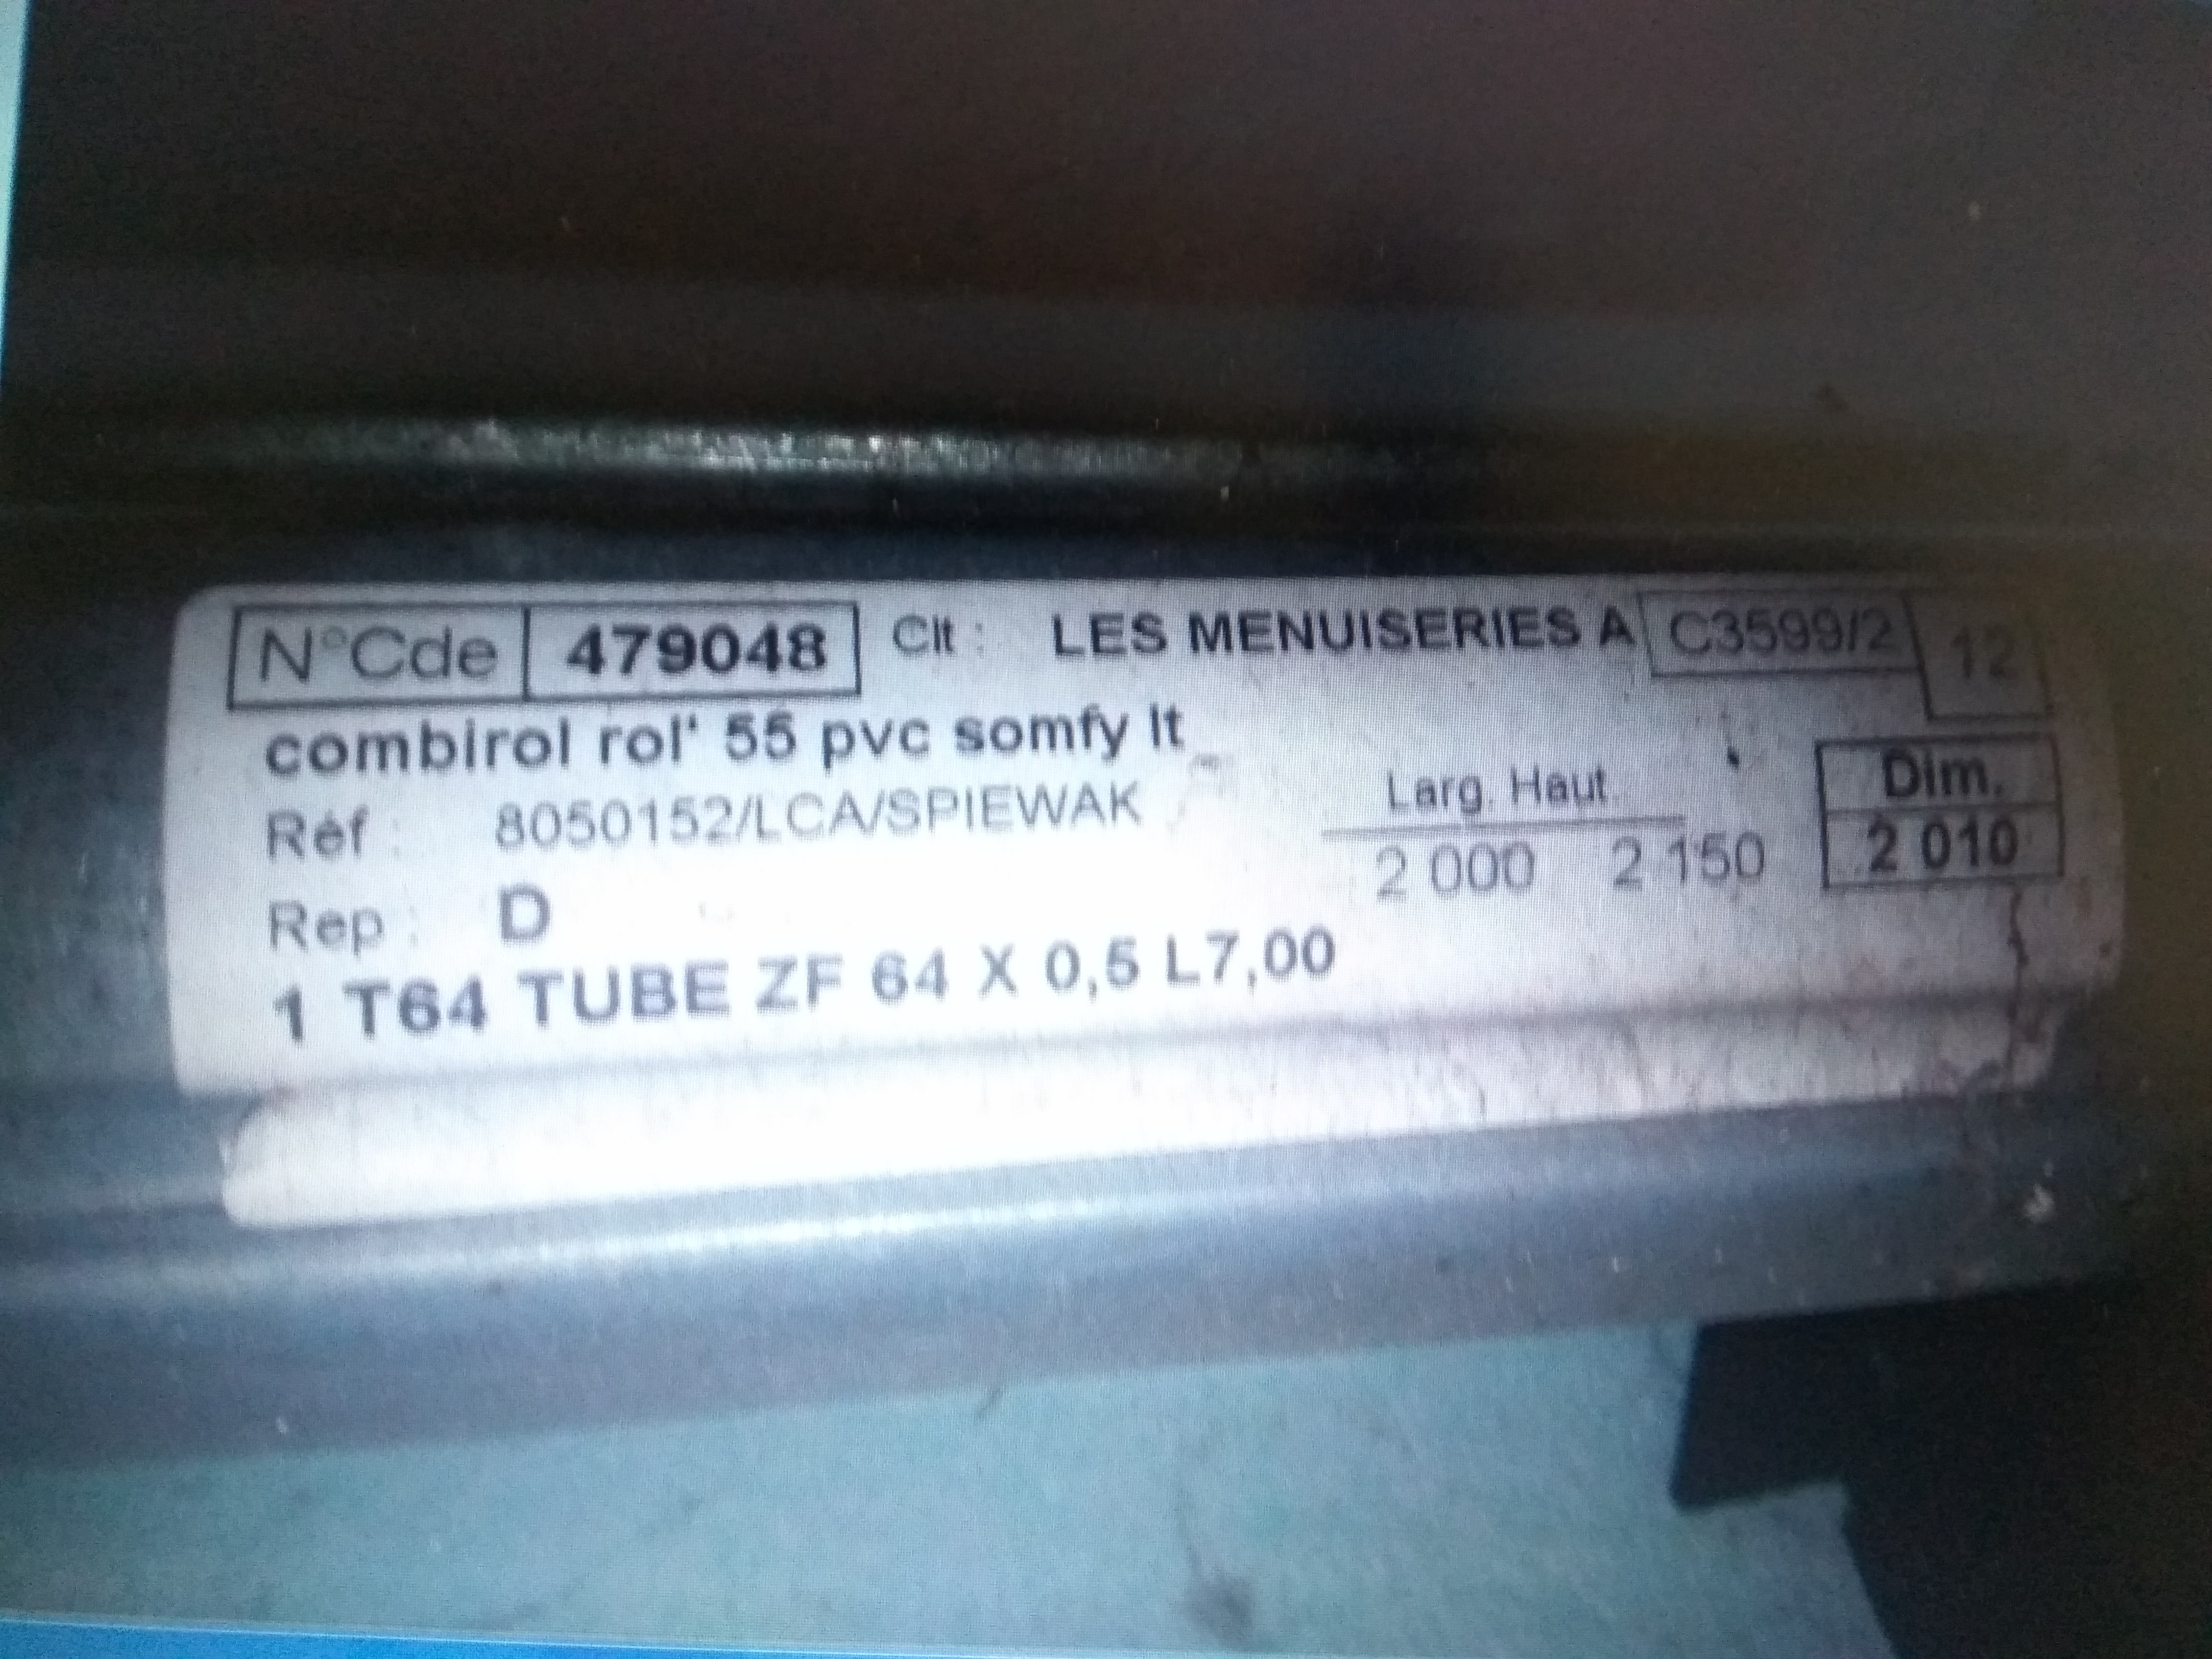 N°Cde 479048 Clt : LES MENUISERIES A C3599/2 12
combirol rol' 55 pvc somfy lt
Réf : 8050152/LCA/SPIEWAK
Larg. Haut.
Dim.
2 000 2 150
2 010
Rep : D
1 T64 TUBE ZF 64 X 0,5 L7,00